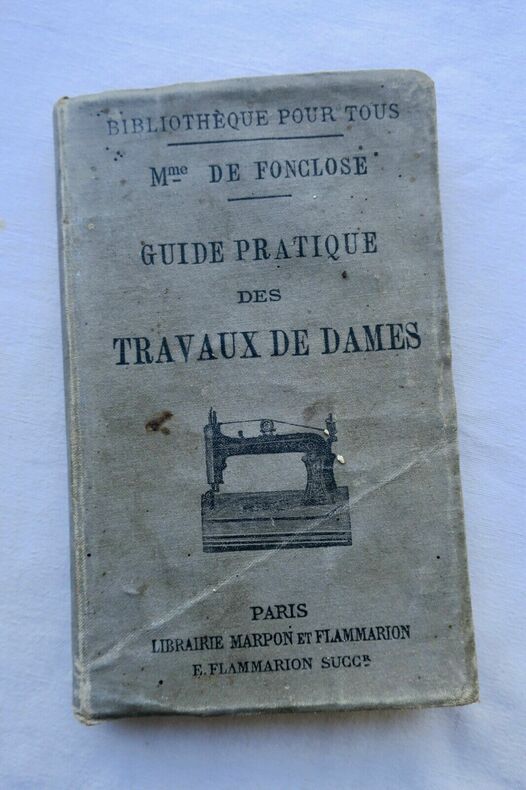 BIBLIOTHÈQUE POUR TOUS
Mme DE FONCLOSE
GUIDE PRATIQUE
DES
TRAVAUX DE DAMES
PARIS
LIBRAIRIE MARPON ET FLAMMARION
E. FLAMMARION SUCCR